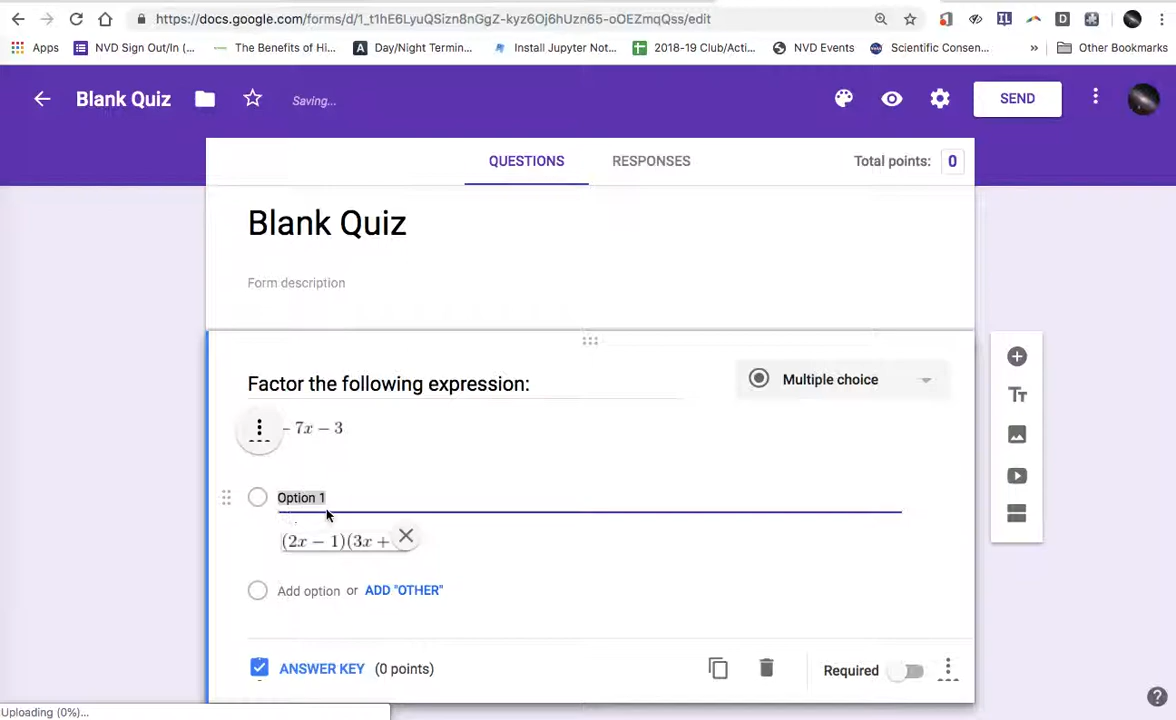 https://docs.google.com/forms/d/1_t1hE6LyuQSizn8nGgZ-kyz6Oj6hUzn65-oOEZmqQss/edit
Apps NVD Sign Out/In (... The Benefits of Hi... Day/Night Termin... Install Jupyter Not... 2018-19 Club/Acti... NVD Events Scientific Consen... » Other Bookmarks
Blank Quiz Saving... SEND
QUESTIONS RESPONSES Total points: 0
Blank Quiz
Form description
Factor the following expression: Multiple choice
− 7x − 3
Option 1
(2x − 1)(3x +
Add option or ADD "OTHER"
ANSWER KEY (0 points) Required
Uploading (0%)...